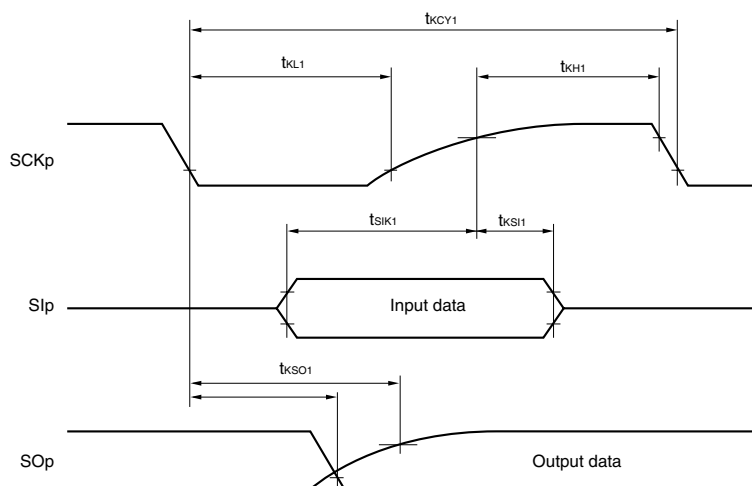 tKCY1
tKL1
tKH1
SCKp
tSIK1
tKSI1
SIp
Input data
tKSO1
SOp
Output data